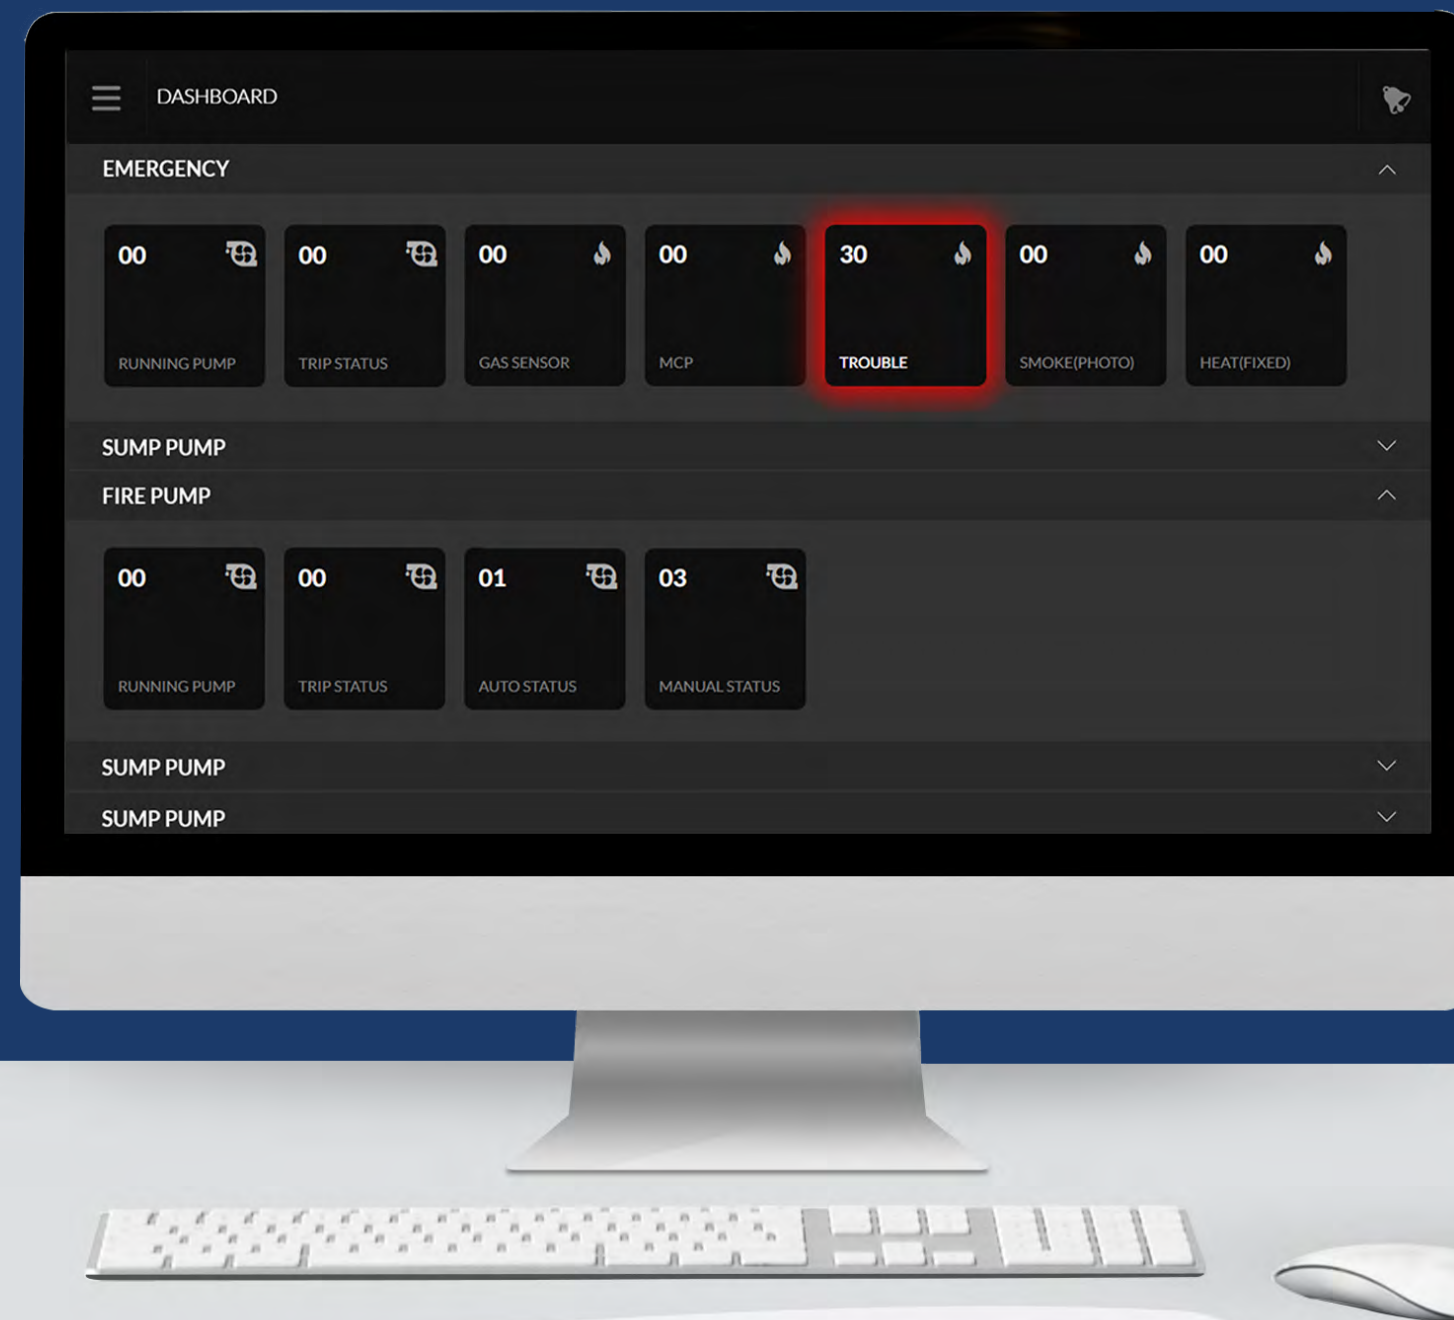 DASHBOARD
EMERGENCY
00 00 00 00 30 00 00
RUNNING PUMP TRIP STATUS GAS SENSOR MCP TROUBLE SMOKE(PHOTO) HEAT(FIXED)
SUMP PUMP
FIRE PUMP
00 00 01 03
RUNNING PUMP TRIP STATUS AUTO STATUS MANUAL STATUS
SUMP PUMP
SUMP PUMP